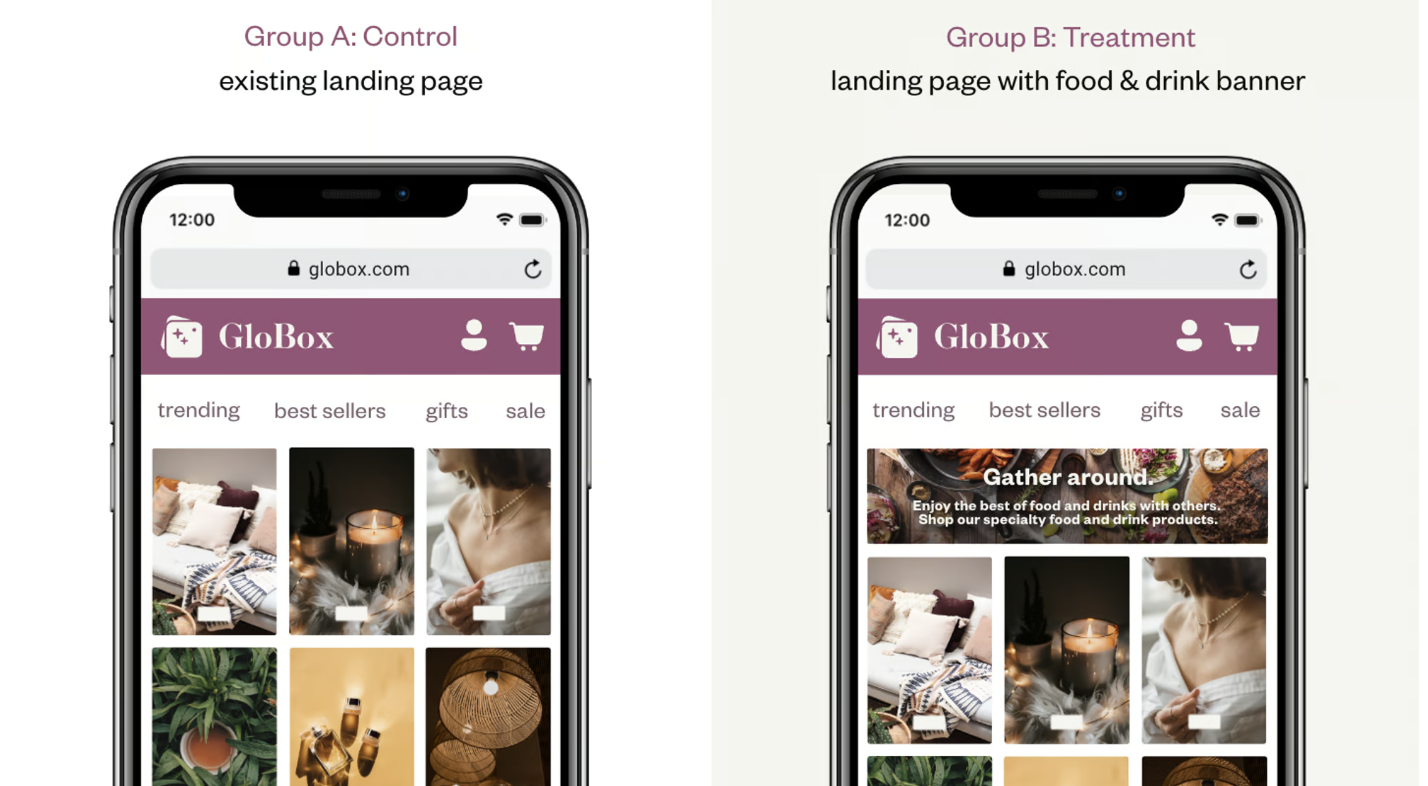 Group A: Control
existing landing page
12:00
globox.com
GloBox
trending best sellers gifts sale
Group B: Treatment
landing page with food & drink banner
12:00
globox.com
GloBox
trending best sellers gifts sale
Gather around.
Enjoy the best of food and drinks with others.
Shop our specialty food and drink products.